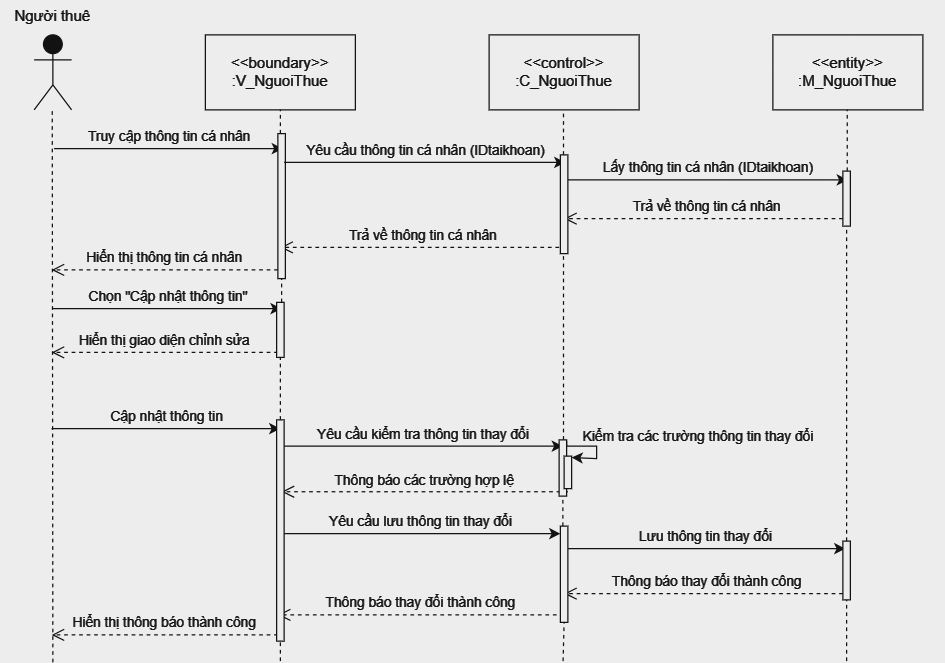 Người thuê
<<boundary>>
:V_NguoiThue
<<control>>
:C_NguoiThue
<<entity>>
:M_NguoiThue
Truy cập thông tin cá nhân
Yêu cầu thông tin cá nhân (IDtaikhoan)
Lấy thông tin cá nhân (IDtaikhoan)
Trả về thông tin cá nhân
Trả về thông tin cá nhân
Hiển thị thông tin cá nhân
Chọn "Cập nhật thông tin"
Hiển thị giao diện chỉnh sửa
Cập nhật thông tin
Yêu cầu kiểm tra thông tin thay đổi
Kiểm tra các trường thông tin thay đổi
Thông báo các trường hợp lệ
Yêu cầu lưu thông tin thay đổi
Lưu thông tin thay đổi
Thông báo thay đổi thành công
Thông báo thay đổi thành công
Hiển thị thông báo thành công